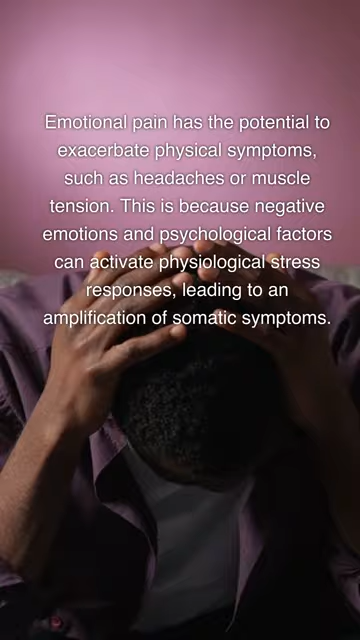 Emotional pain has the potential to
exacerbate physical symptoms,
such as headaches or muscle
tension. This is because negative
emotions and psychological factors
can activate physiological stress
responses, leading to an
amplification of somatic symptoms.